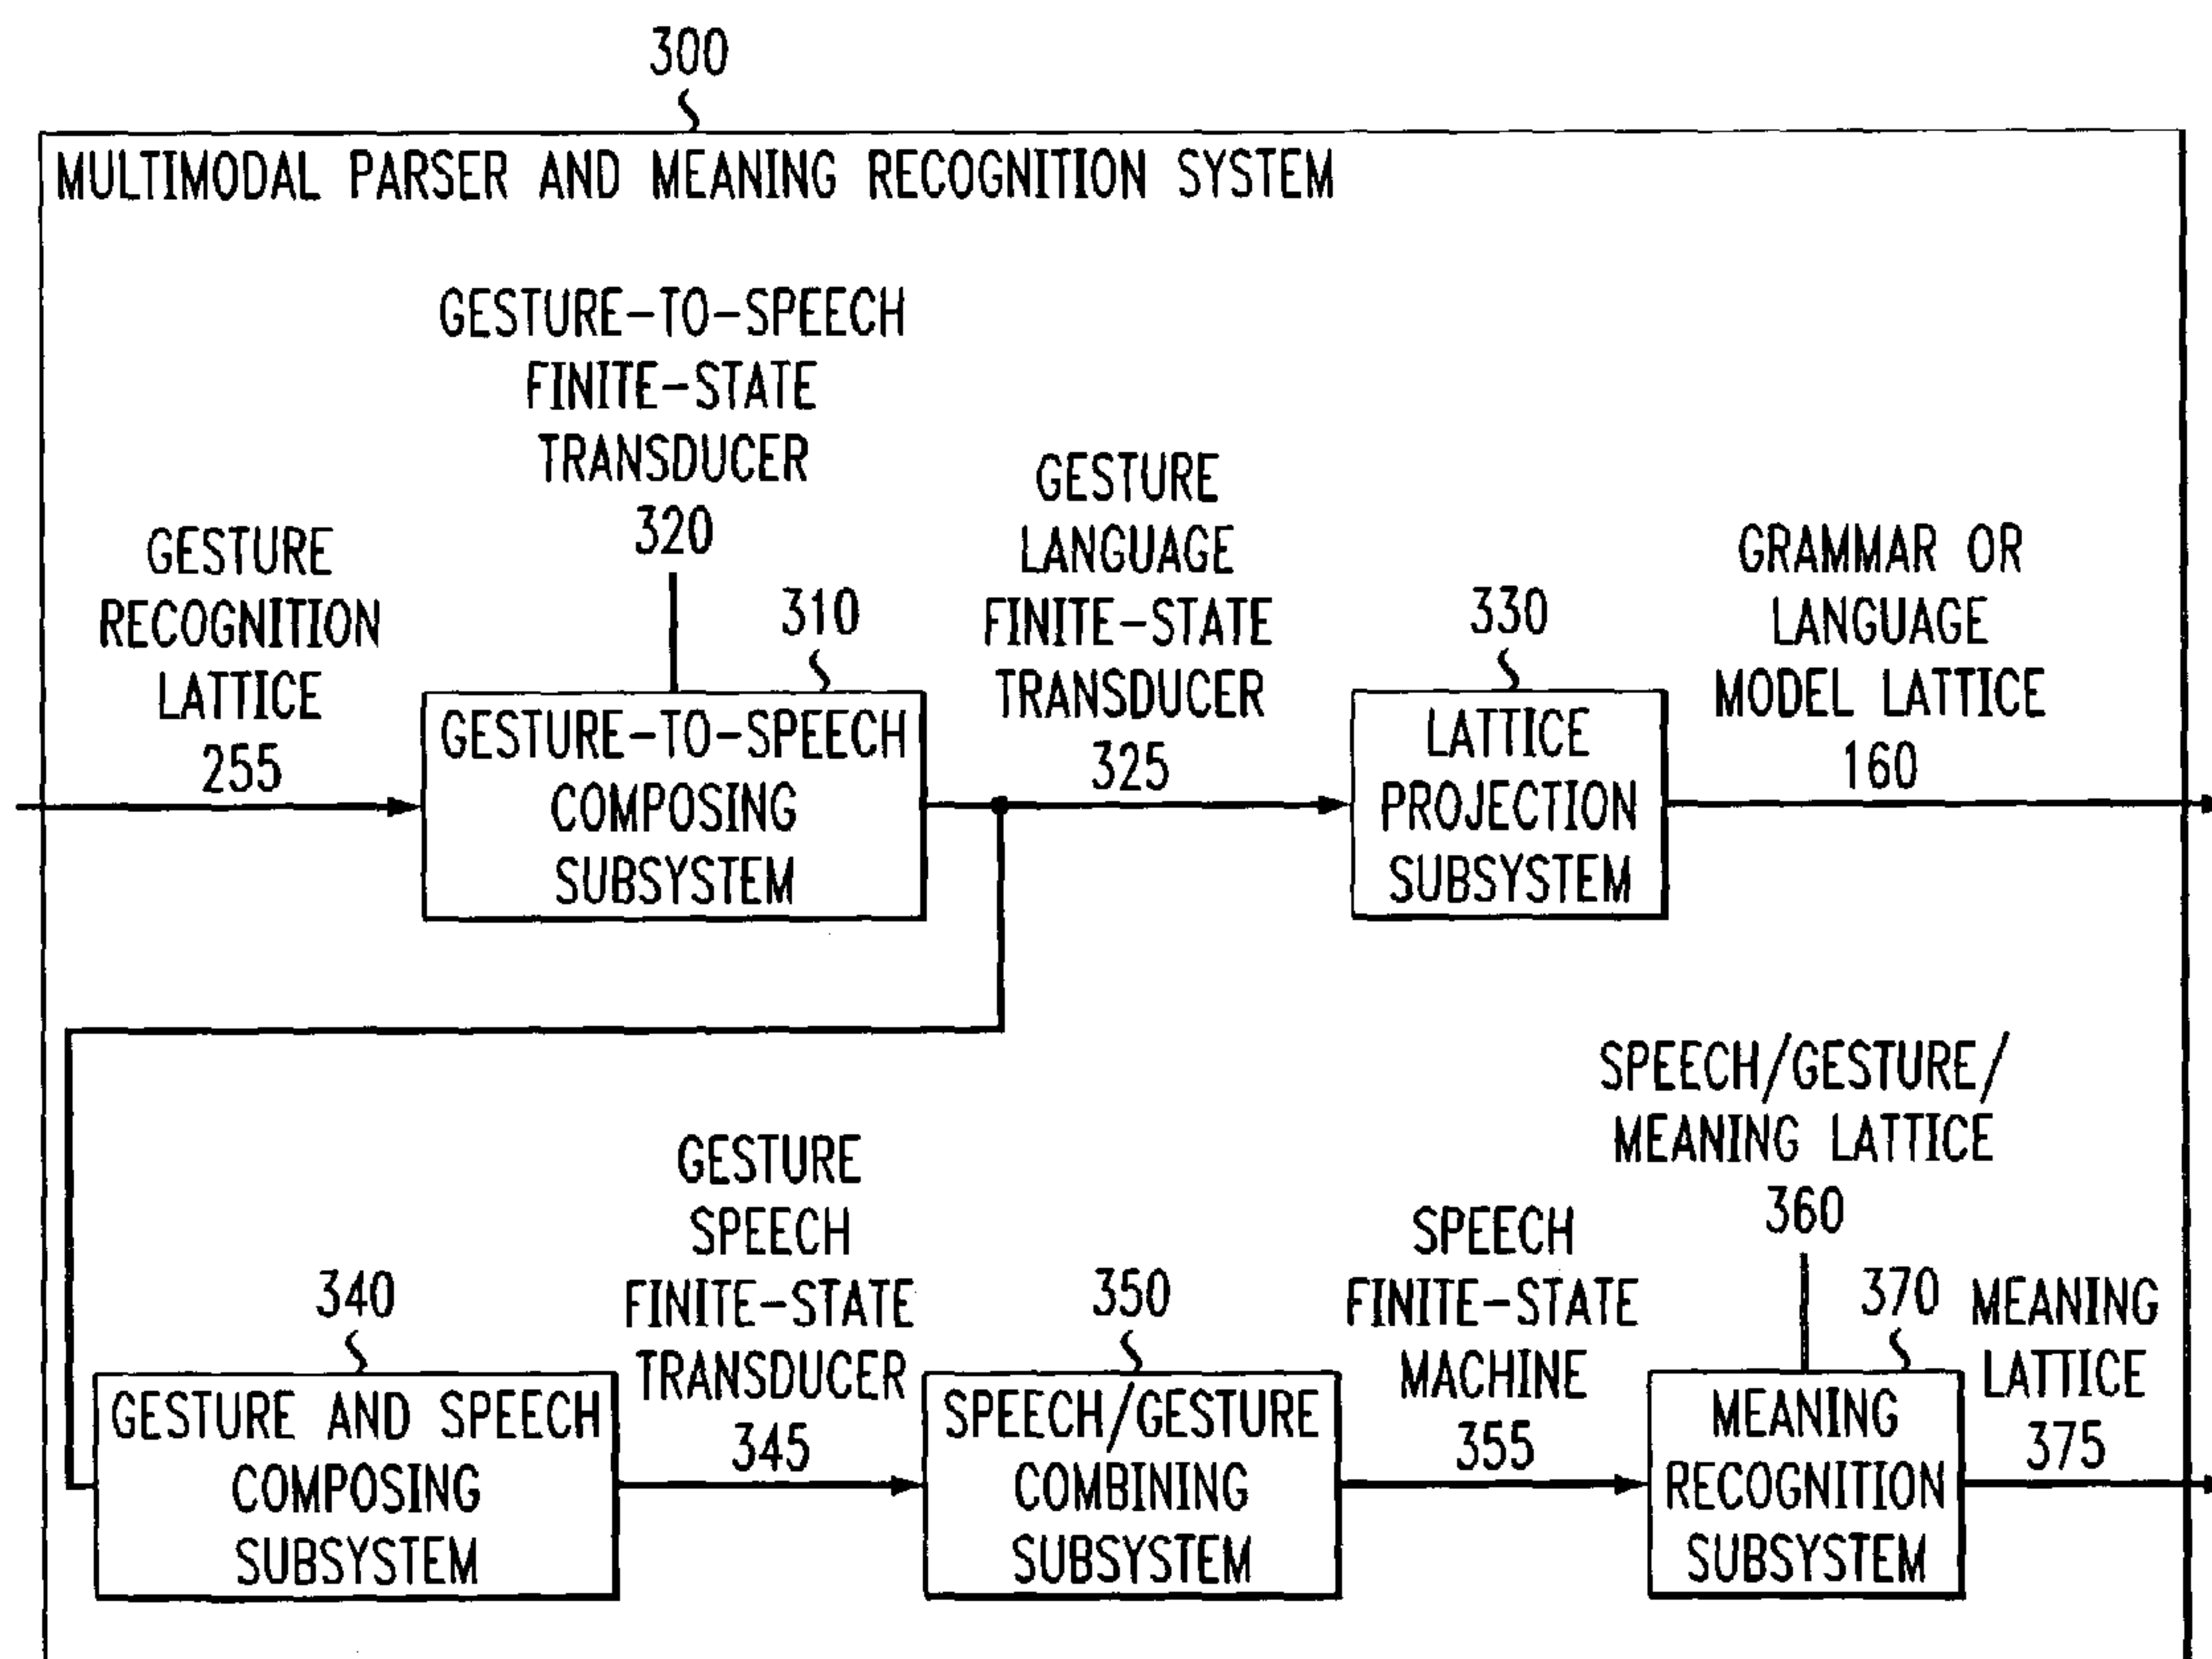 300
MULTIMODAL PARSER AND MEANING RECOGNITION SYSTEM
GESTURE-TO-SPEECH
FINITE-STATE
TRANSDUCER
320
GESTURE
RECOGNITION
LATTICE
255
310
GESTURE-TO-SPEECH
COMPOSING
SUBSYSTEM
GESTURE
LANGUAGE
FINITE-STATE
TRANSDUCER
325
330
LATTICE
PROJECTION
SUBSYSTEM
GRAMMAR OR
LANGUAGE
MODEL LATTICE
160
340
GESTURE AND SPEECH
COMPOSING
SUBSYSTEM
GESTURE
SPEECH
FINITE-STATE
TRANSDUCER
345
350
SPEECH/GESTURE
COMBINING
SUBSYSTEM
SPEECH
FINITE-STATE
MACHINE
355
SPEECH/GESTURE/
MEANING LATTICE
360
370
MEANING
RECOGNITION
SUBSYSTEM
MEANING
LATTICE
375